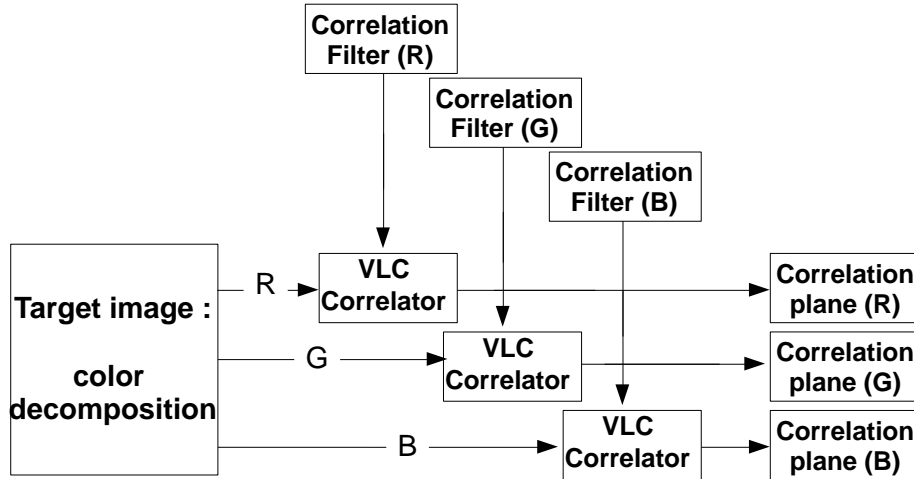 Correlation
Filter (R)
Correlation
Filter (G)
Correlation
Filter (B)
Target image :
color
decomposition
R
VLC
Correlator
Correlation
plane (R)
G
VLC
Correlator
Correlation
plane (G)
B
VLC
Correlator
Correlation
plane (B)